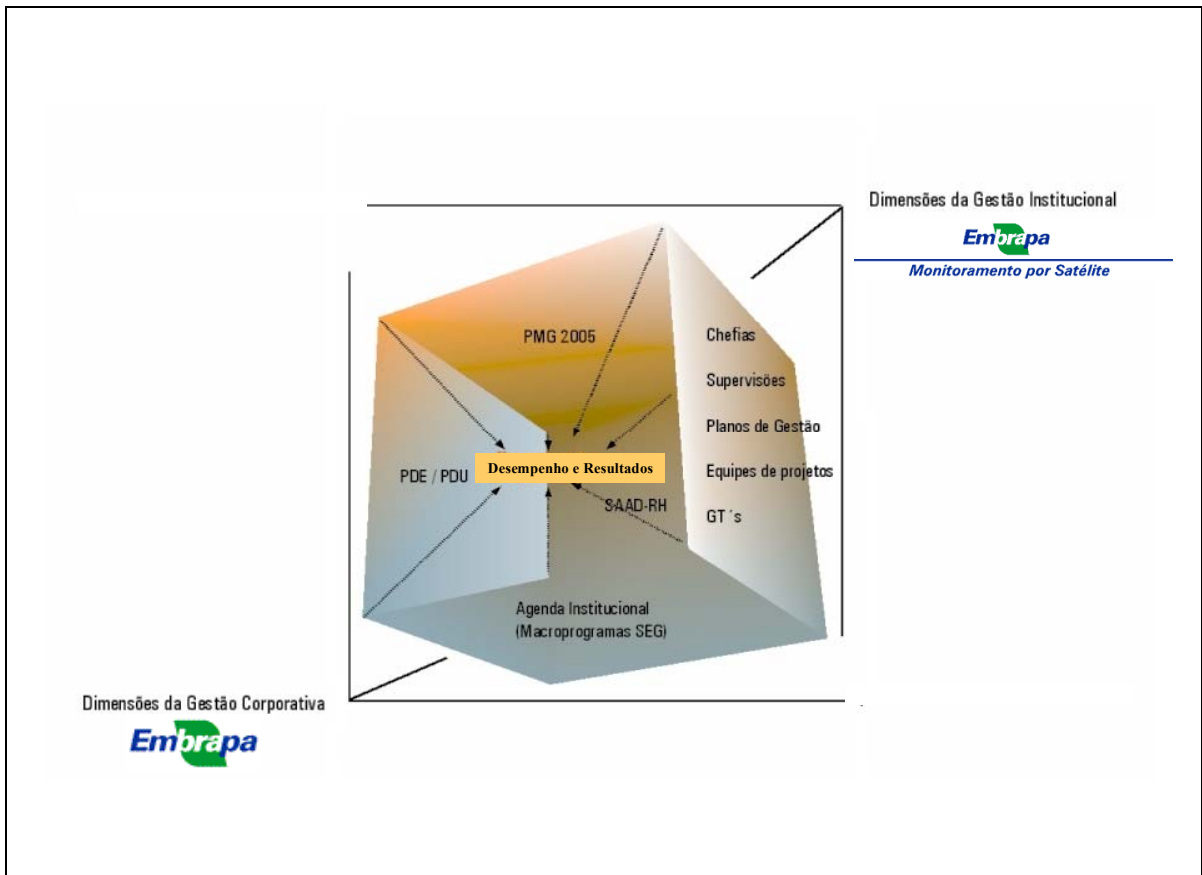 Dimensões da Gestão Institucional
Embrapa
Monitoramento por Satélite
PMG 2005
Chefias
Supervisões
Planos de Gestão
Equipes de projetos
GT´s
PDE / PDU
Desempenho e Resultados
SAAD-RH
Agenda Institucional
(Macroprogramas SEG)
Dimensões da Gestão Corporativa
Embrapa